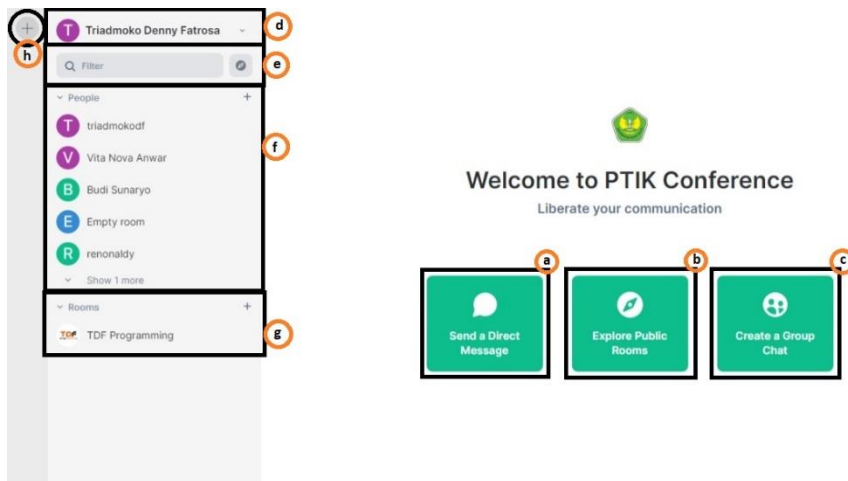 T Triadmoko Denny Fatrosa
d
h
Filter
e
People +
T triadmokodf
V Vita Nova Anwar
B Budi Sunaryo
E Empty room
R renonaldy
Show 1 more
f
Rooms +
TDF TDF Programming
g
Welcome to PTIK Conference
Liberate your communication
a
Send a Direct
Message
b
Explore Public
Rooms
c
Create a Group
Chat